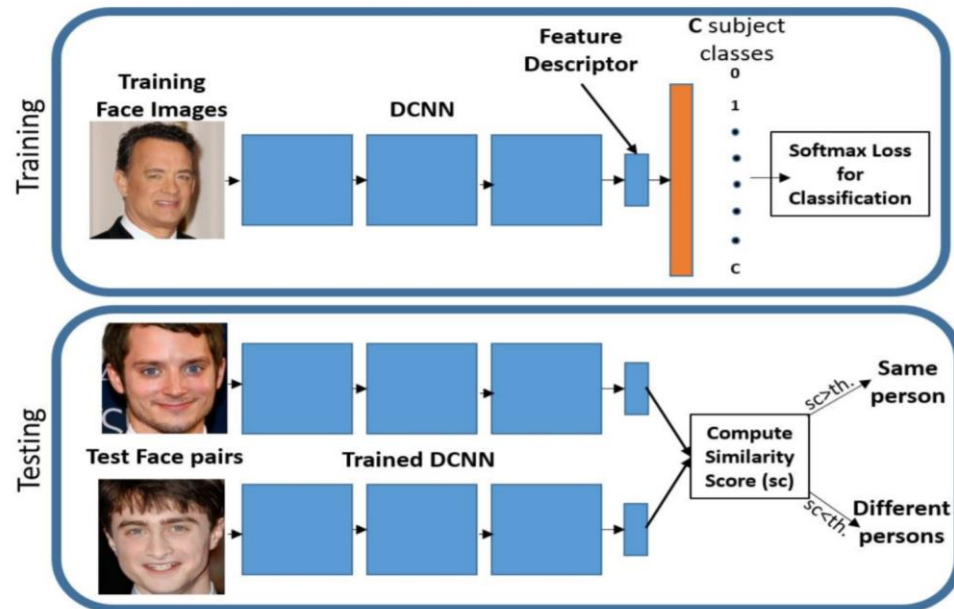 Training
Training
Face Images
DCNN
Feature
Descriptor
C subject
classes
0
1
C
Softmax Loss
for
Classification
Testing
Test Face pairs
Trained DCNN
Compute
Similarity
Score (sc)
sc>th.
Same
person
sc<th.
Different
persons